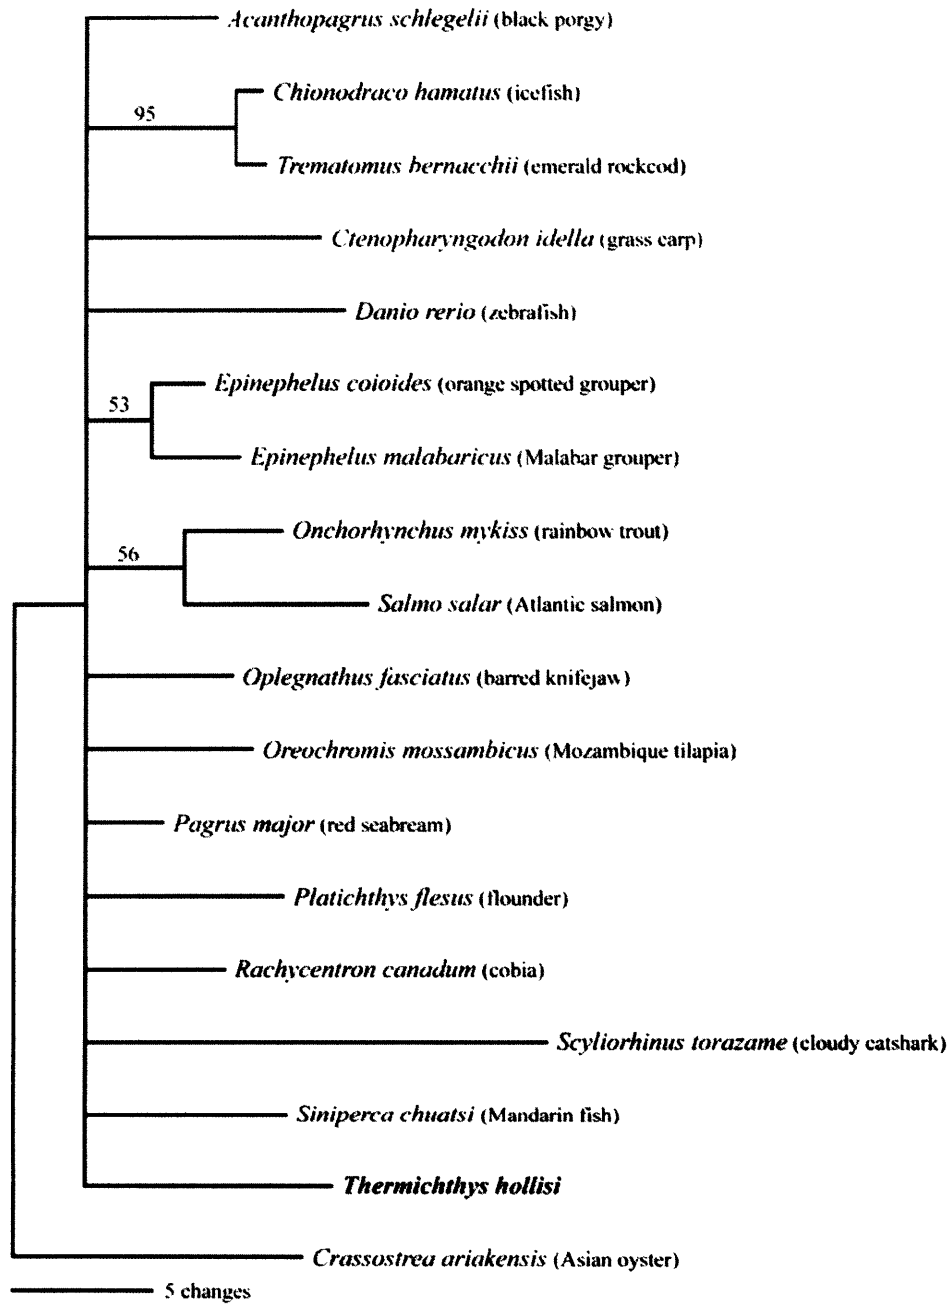 Acanthopagrus schlegelii (black porgy)
Chionodraco hamatus (icefish)
95
Trematomus bernacchii (emerald rockcod)
Ctenopharyngodon idella (grass carp)
Danio rerio (zebrafish)
Epinephelus coioides (orange spotted grouper)
53
Epinephelus malabaricus (Malabar grouper)
Onchorhynchus mykiss (rainbow trout)
56
Salmo salar (Atlantic salmon)
Oplegnathus fasciatus (barred knifejaw)
Oreochromis mossambicus (Mozambique tilapia)
Pagrus major (red seabream)
Platichthys flesus (flounder)
Rachycentron canadum (cobia)
Scyliorhinus torazame (cloudy catshark)
Siniperca chuatsi (Mandarin fish)
Thermichthys hollisi
Crassostrea ariakensis (Asian oyster)
5 changes